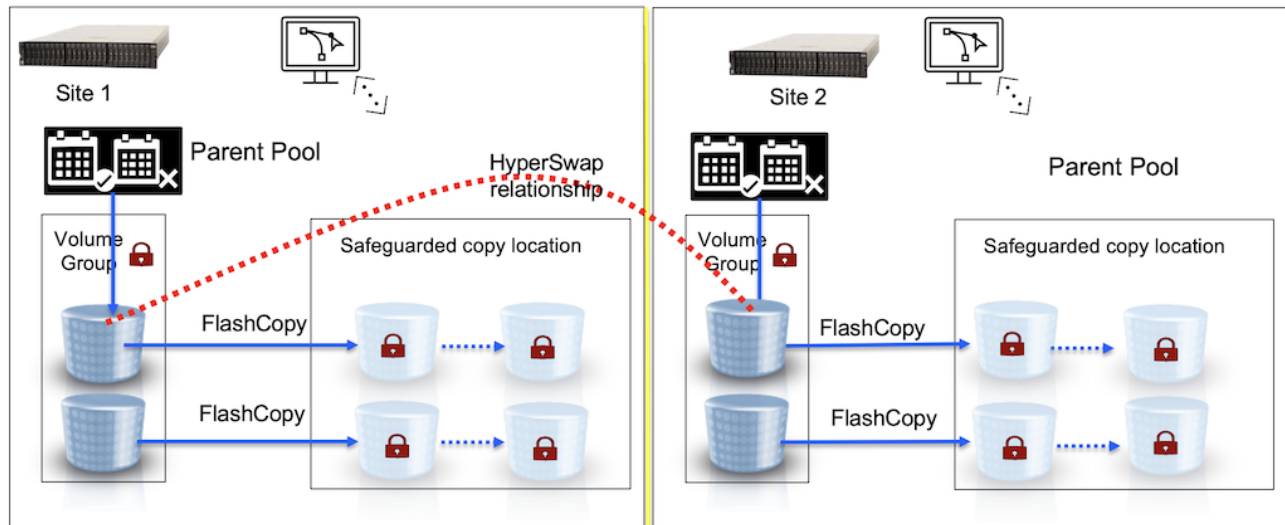 Site 1
Parent Pool
Volume
Group
Safeguarded copy location
FlashCopy
FlashCopy
HyperSwap
relationship
Site 2
Parent Pool
Volume
Group
Safeguarded copy location
FlashCopy
FlashCopy